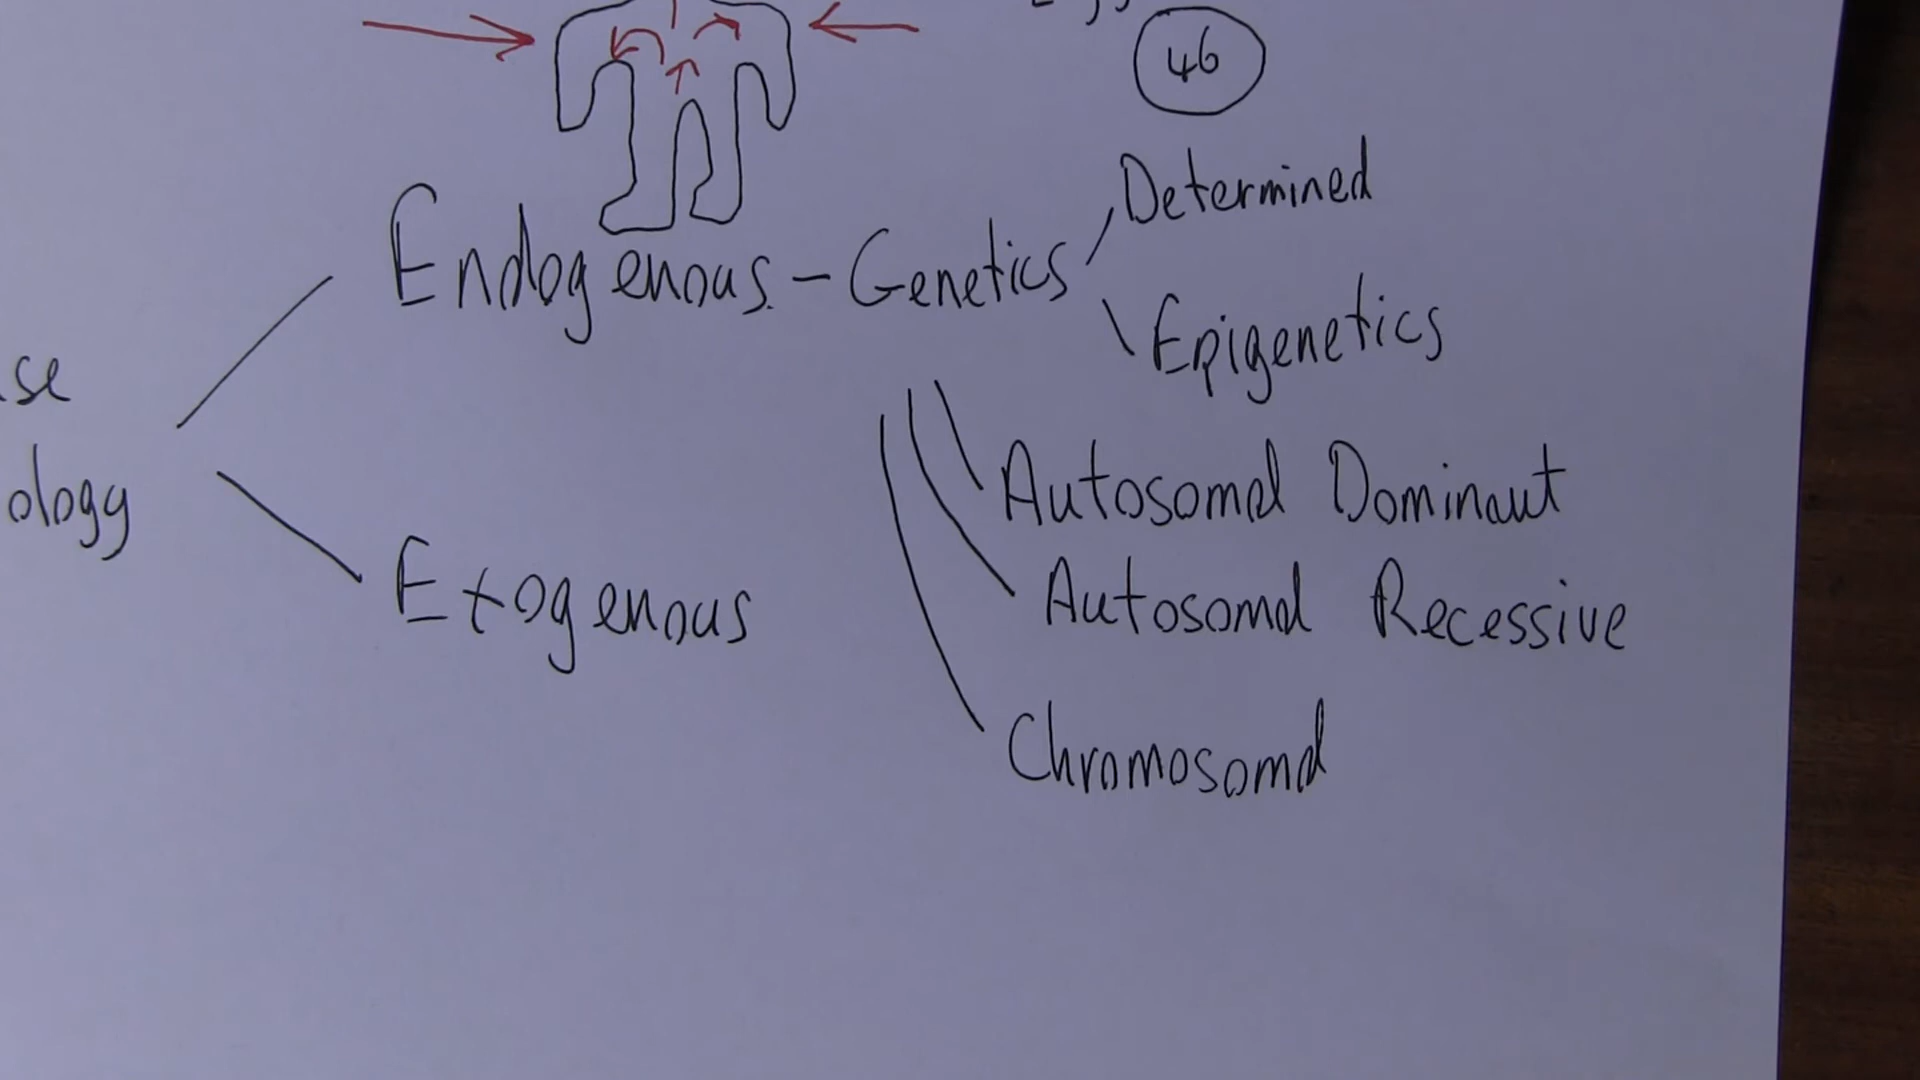 46
Determined
Endogenous - Genetics
Epigenetics
se
ology
Autosomal Dominant
Exogenous
Autosomal Recessive
Chromosomal